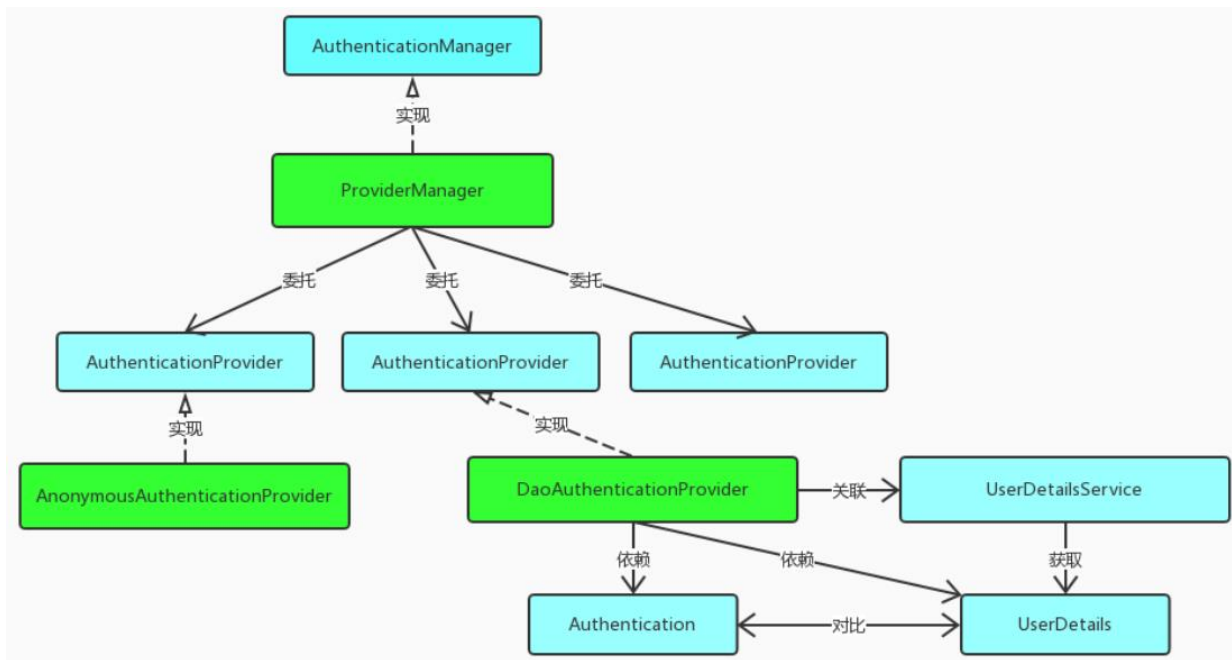 AuthenticationManager
实现
ProviderManager
委托
委托
委托
AuthenticationProvider
AuthenticationProvider
AuthenticationProvider
实现
实现
AnonymousAuthenticationProvider
DaoAuthenticationProvider
关联
UserDetailsService
依赖
依赖
获取
Authentication
对比
UserDetails